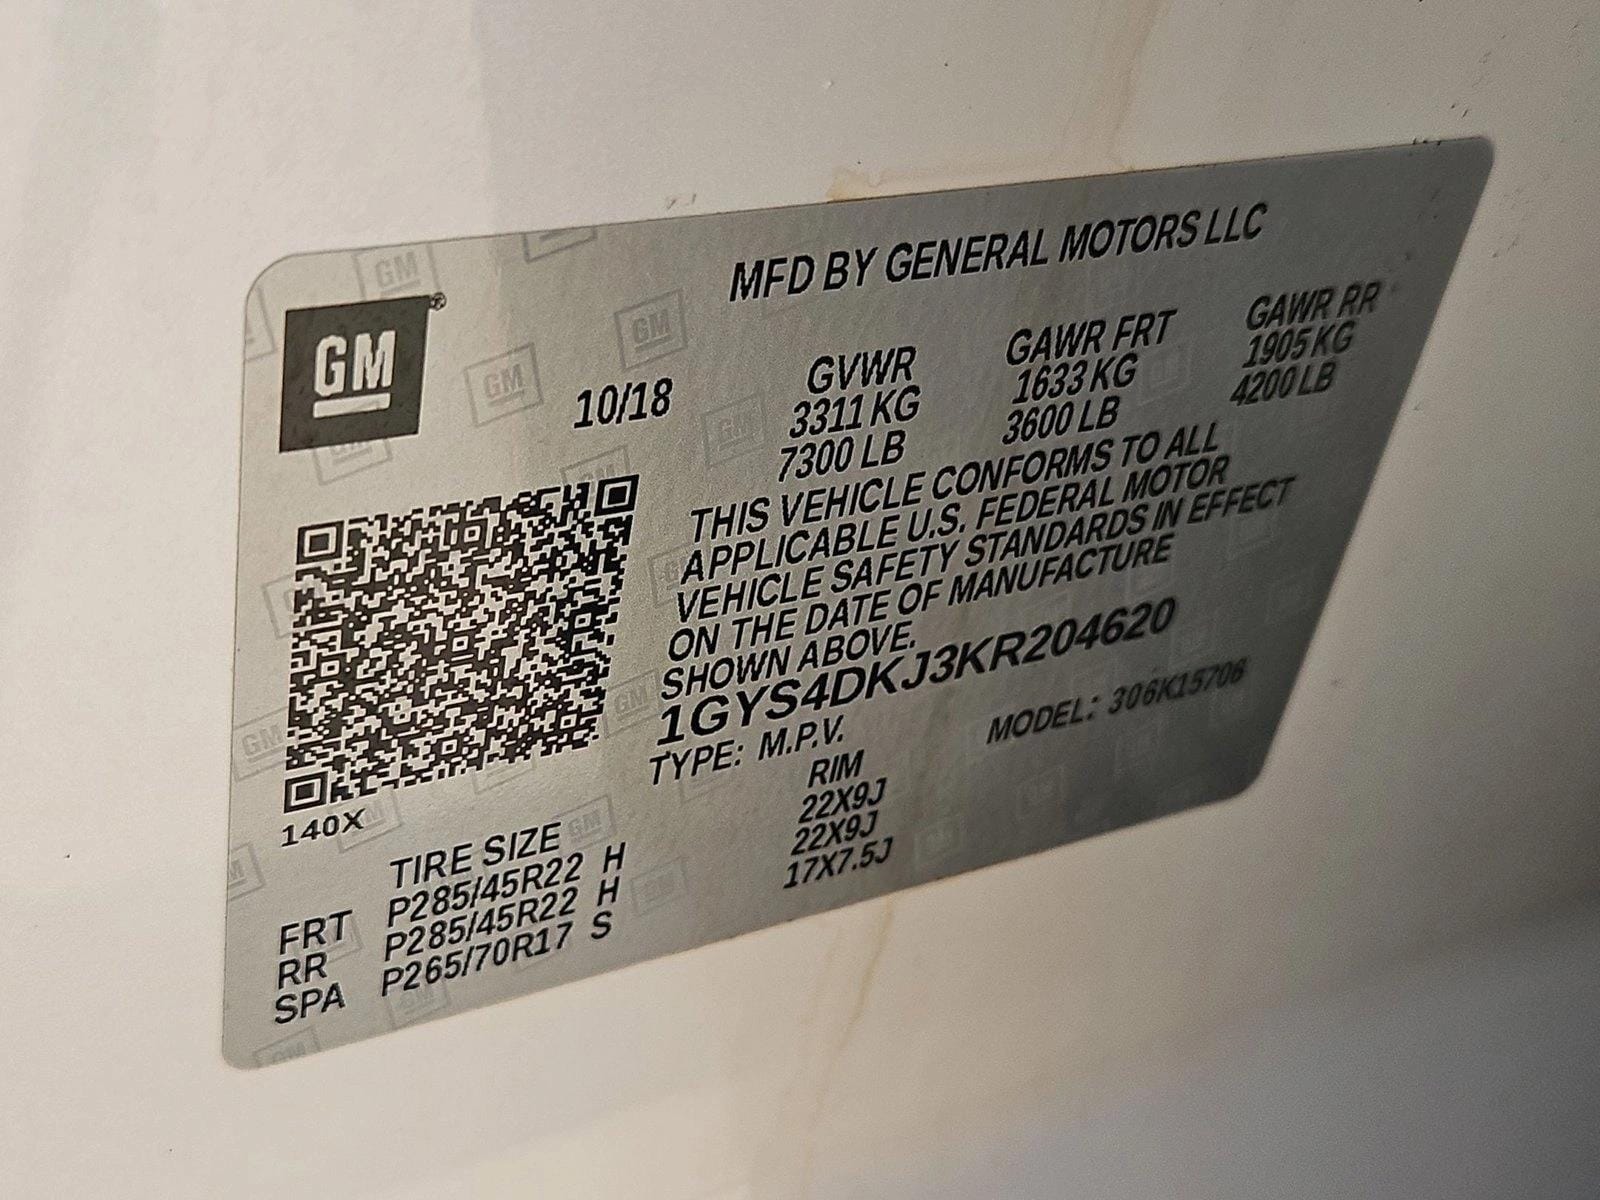 GM®
MFD BY GENERAL MOTORS LLC
10/18
GVWR GAWR FRT GAWR RR
3311 KG 1633 KG 1905 KG
7300 LB 3600 LB 4200 LB
THIS VEHICLE CONFORMS TO ALL
APPLICABLE U.S. FEDERAL MOTOR
VEHICLE SAFETY STANDARDS IN EFFECT
ON THE DATE OF MANUFACTURE
SHOWN ABOVE.
1GYS4DKJ3KR204620
TYPE: M.P.V. MODEL: 306K15706
140X
TIRE SIZE RIM
FRT P285/45R22 H 22X9J
RR P285/45R22 H 22X9J
SPA P265/70R17 S 17X7.5J